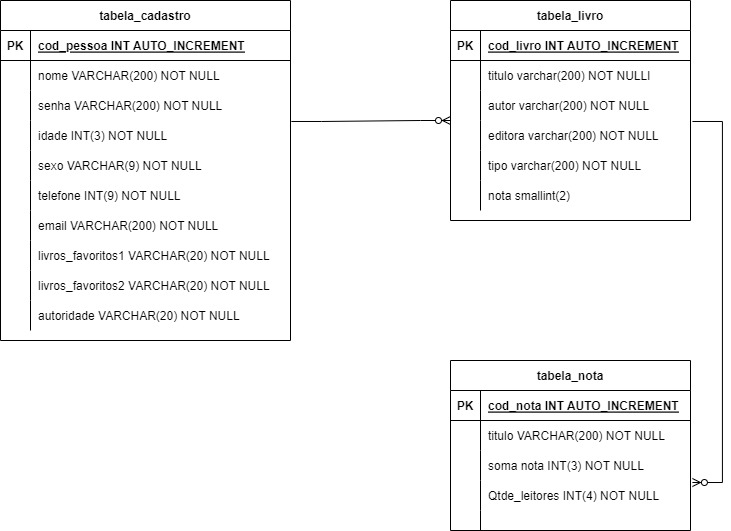 tabela_cadastro
PK cod_pessoa INT AUTO_INCREMENT
nome VARCHAR(200) NOT NULL
senha VARCHAR(200) NOT NULL
idade INT(3) NOT NULL
sexo VARCHAR(9) NOT NULL
telefone INT(9) NOT NULL
email VARCHAR(200) NOT NULL
livros_favoritos1 VARCHAR(20) NOT NULL
livros_favoritos2 VARCHAR(20) NOT NULL
autoridade VARCHAR(20) NOT NULL
tabela_livro
PK cod_livro INT AUTO_INCREMENT
titulo varchar(200) NOT NULLl
autor varchar(200) NOT NULL
editora varchar(200) NOT NULL
tipo varchar(200) NOT NULL
nota smallint(2)
tabela_nota
PK cod_nota INT AUTO_INCREMENT
titulo VARCHAR(200) NOT NULL
soma nota INT(3) NOT NULL
Qtde_leitores INT(4) NOT NULL